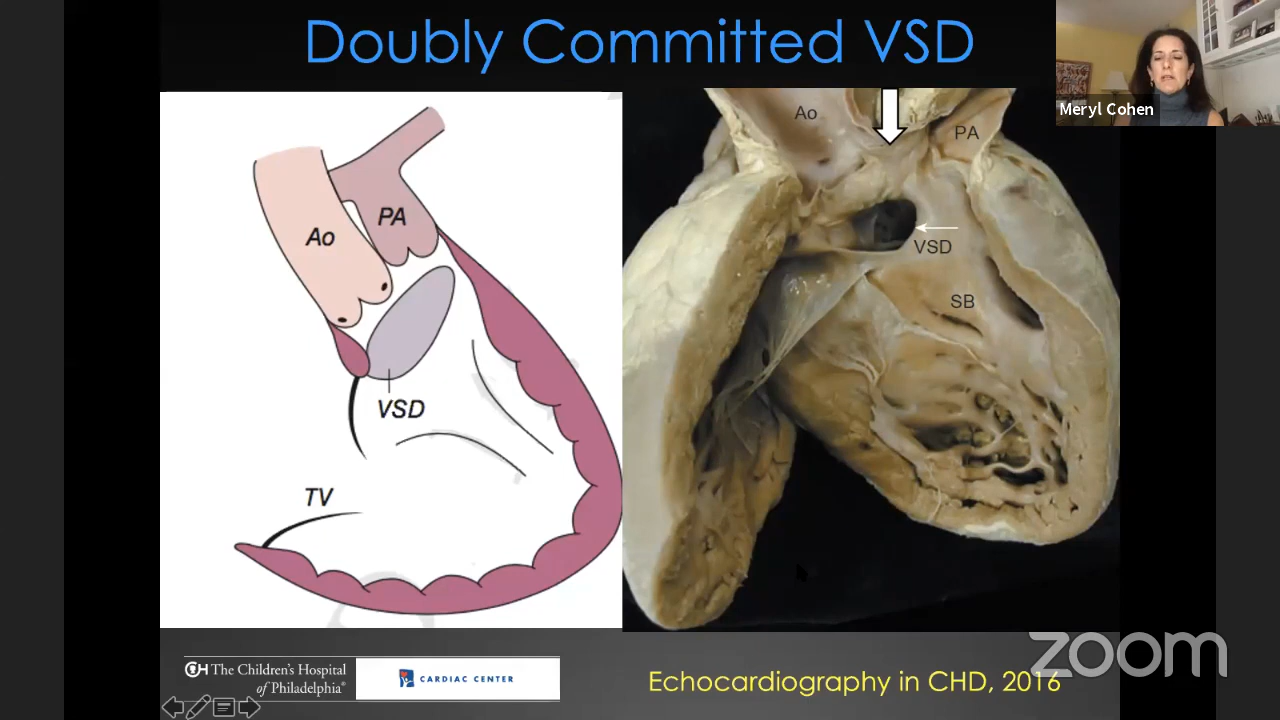 Doubly Committed VSD
Meryl Cohen
Ao
PA
VSD
TV
Ao
PA
VSD
SB
CH The Children's Hospital
of Philadelphia®
CARDIAC CENTER
Echocardiography in CHD, 2016
zoom